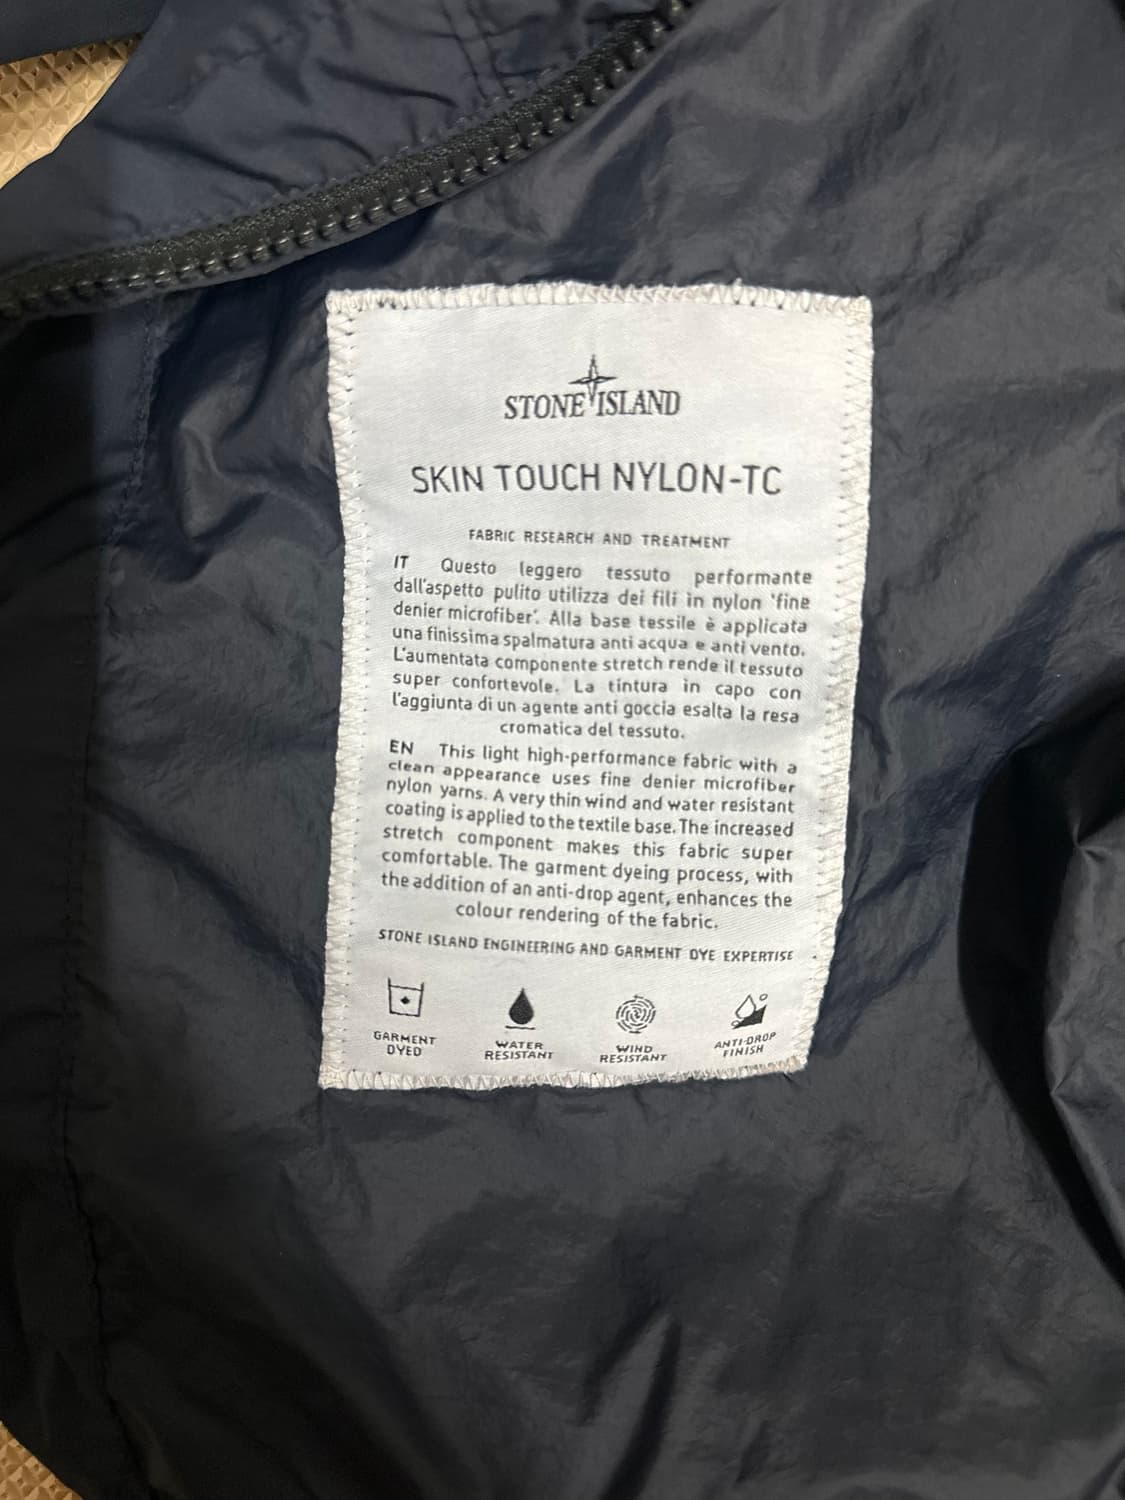 STONE ISLAND
SKIN TOUCH NYLON-TC
FABRIC RESEARCH AND TREATMENT
IT Questo leggero tessuto performante
dall'aspetto pulito utilizza dei fili in nylon 'fine
denier microfiber'. Alla base tessile è applicata
una finissima spalmatura anti acqua e anti vento.
L'aumentata componente stretch rende il tessuto
super confortevole. La tintura in capo con
l'aggiunta di un agente anti goccia esalta la resa
cromatica del tessuto.
EN This light high-performance fabric with a
clean appearance uses fine denier microfiber
nylon yarns. A very thin wind and water resistant
coating is applied to the textile base. The increased
stretch component makes this fabric super
comfortable. The garment dyeing process, with
the addition of an anti-drop agent, enhances the
colour rendering of the fabric.
STONE ISLAND ENGINEERING AND GARMENT DYE EXPERTISE
GARMENT
DYED
WATER
RESISTANT
WIND
RESISTANT
ANTI-DROP
FINISH